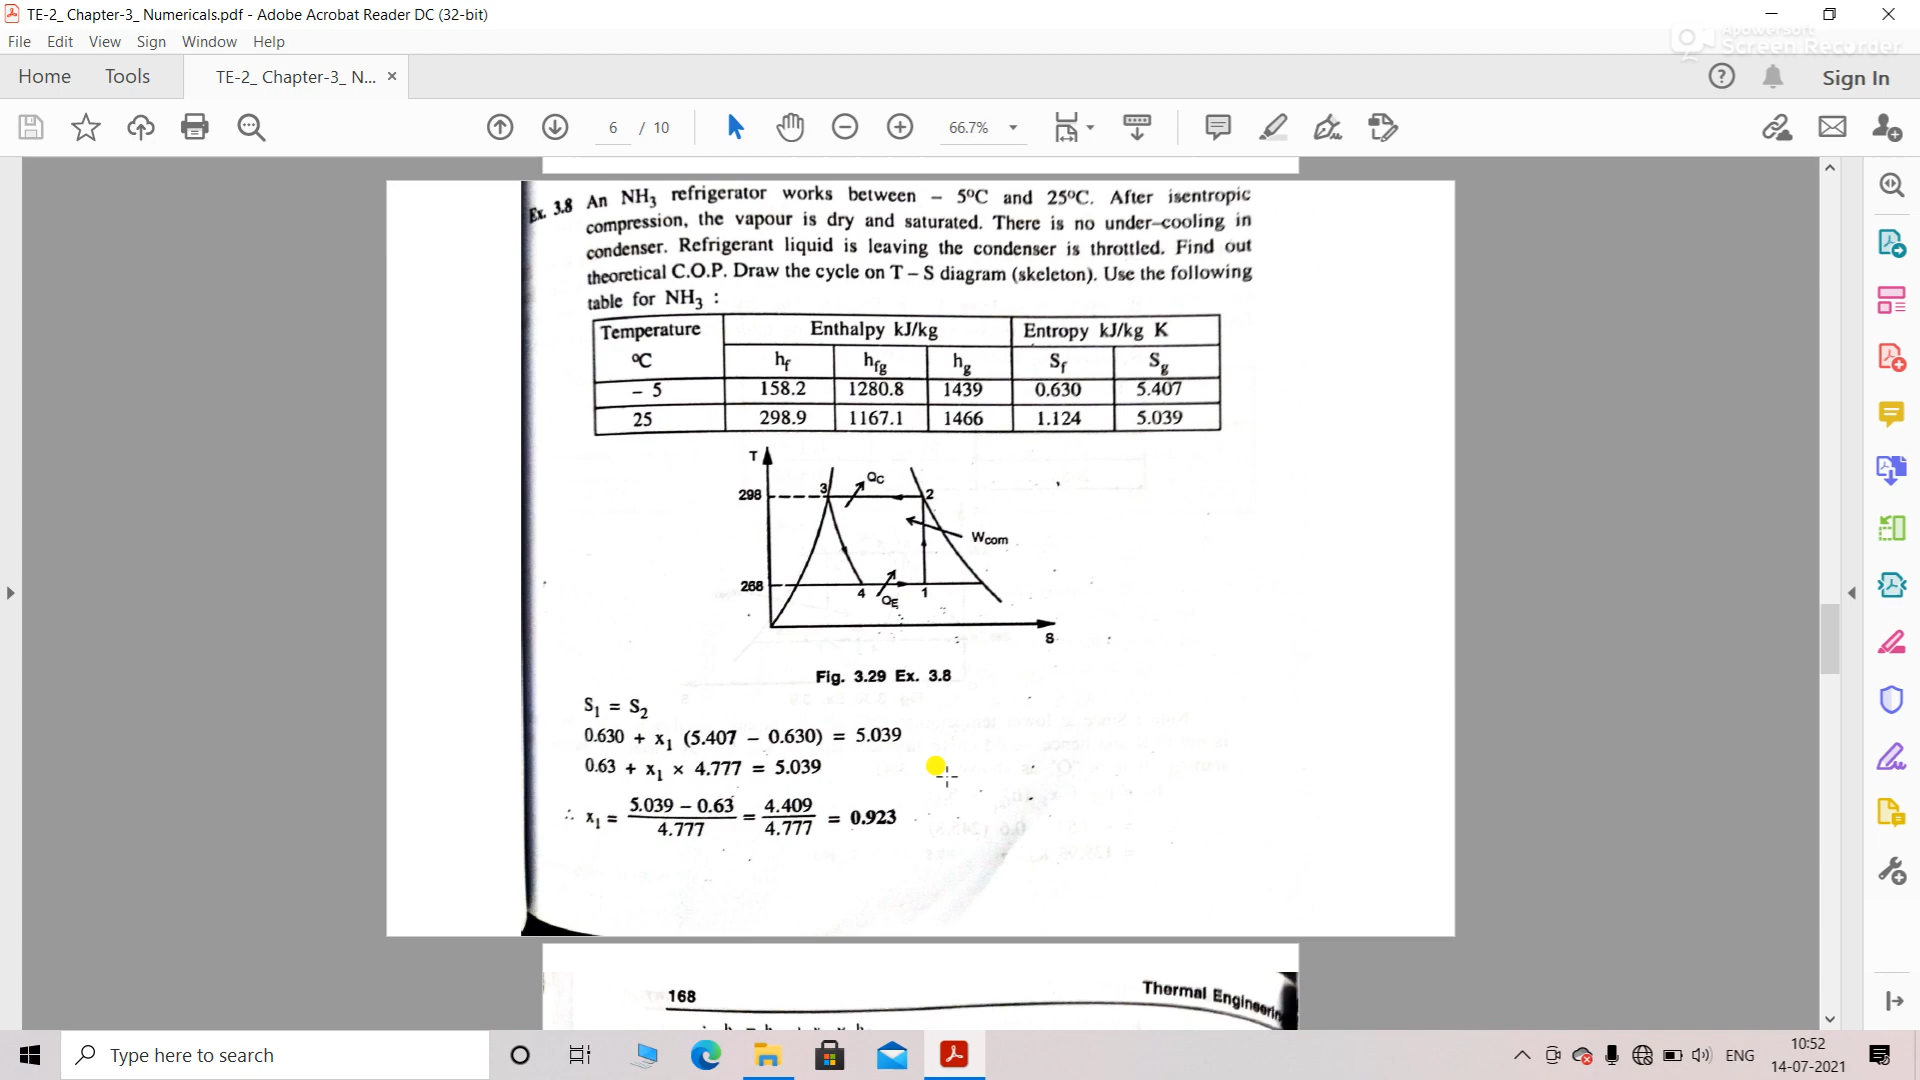 TE-2_ Chapter-3_ Numericals.pdf - Adobe Acrobat Reader DC (32-bit)
File Edit View Sign Window Help
Apowersoft
Screen Recorder
Home Tools TE-2_ Chapter-3_ N... × Sign In
6 / 10 66.7%
Ex. 3.8 An NH3 refrigerator works between – 5ºC and 25ºC. After isentropic
compression, the vapour is dry and saturated. There is no under–cooling in
condenser. Refrigerant liquid is leaving the condenser is throttled. Find out
theoretical C.O.P. Draw the cycle on T – S diagram (skeleton). Use the following
table for NH3 :
Temperature Enthalpy kJ/kg Entropy kJ/kg K
ºC hf hfg hg Sf Sg
– 5 158.2 1280.8 1439 0.630 5.407
25 298.9 1167.1 1466 1.124 5.039
T
QC
298 3 2
Wcom
268 4 QE 1
S
Fig. 3.29 Ex. 3.8
S1 = S2
0.630 + x1 (5.407 – 0.630) = 5.039
0.63 + x1 × 4.777 = 5.039
∴ x1 = (5.039 – 0.63)/4.777 = 4.409/4.777 = 0.923
168 Thermal Engineerin
Type here to search
ENG
10:52
14-07-2021